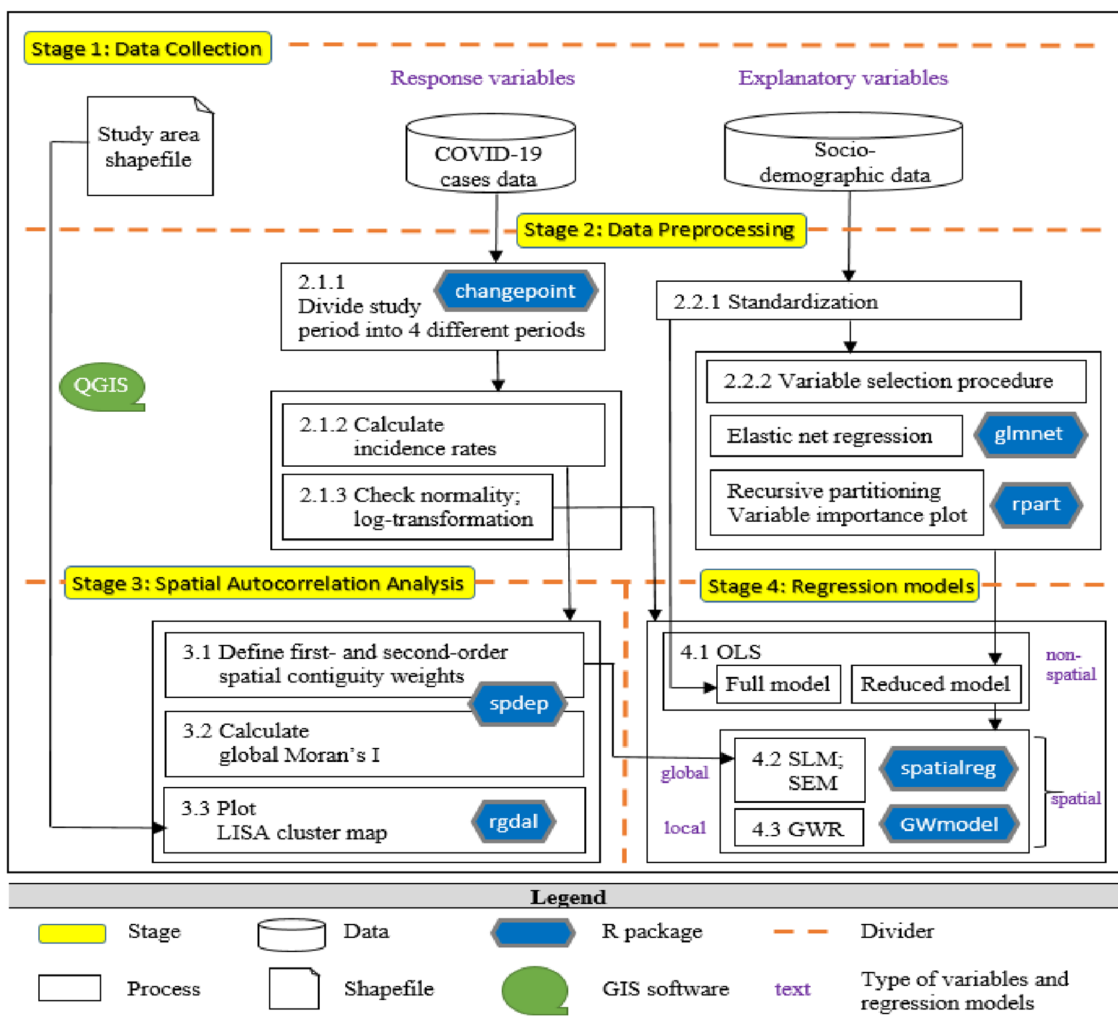 Stage 1: Data Collection
Response variables
Explanatory variables
Study area
shapefile
COVID-19
cases data
Socio-
demographic data
Stage 2: Data Preprocessing
2.1.1
changepoint
Divide study
period into 4 different periods
2.2.1 Standardization
QGIS
2.2.2 Variable selection procedure
2.1.2 Calculate
incidence rates
Elastic net regression
glmnet
2.1.3 Check normality;
log-transformation
Recursive partitioning
Variable importance plot
rpart
Stage 3: Spatial Autocorrelation Analysis
Stage 4: Regression models
3.1 Define first- and second-order
spatial contiguity weights
spdep
4.1 OLS
non-
spatial
Full model
Reduced model
3.2 Calculate
global Moran's I
global
4.2 SLM;
SEM
spatialreg
spatial
3.3 Plot
LISA cluster map
rgdal
local
4.3 GWR
GWmodel
Legend
Stage
Data
R package
Divider
Process
Shapefile
GIS software
text
Type of variables and
regression models